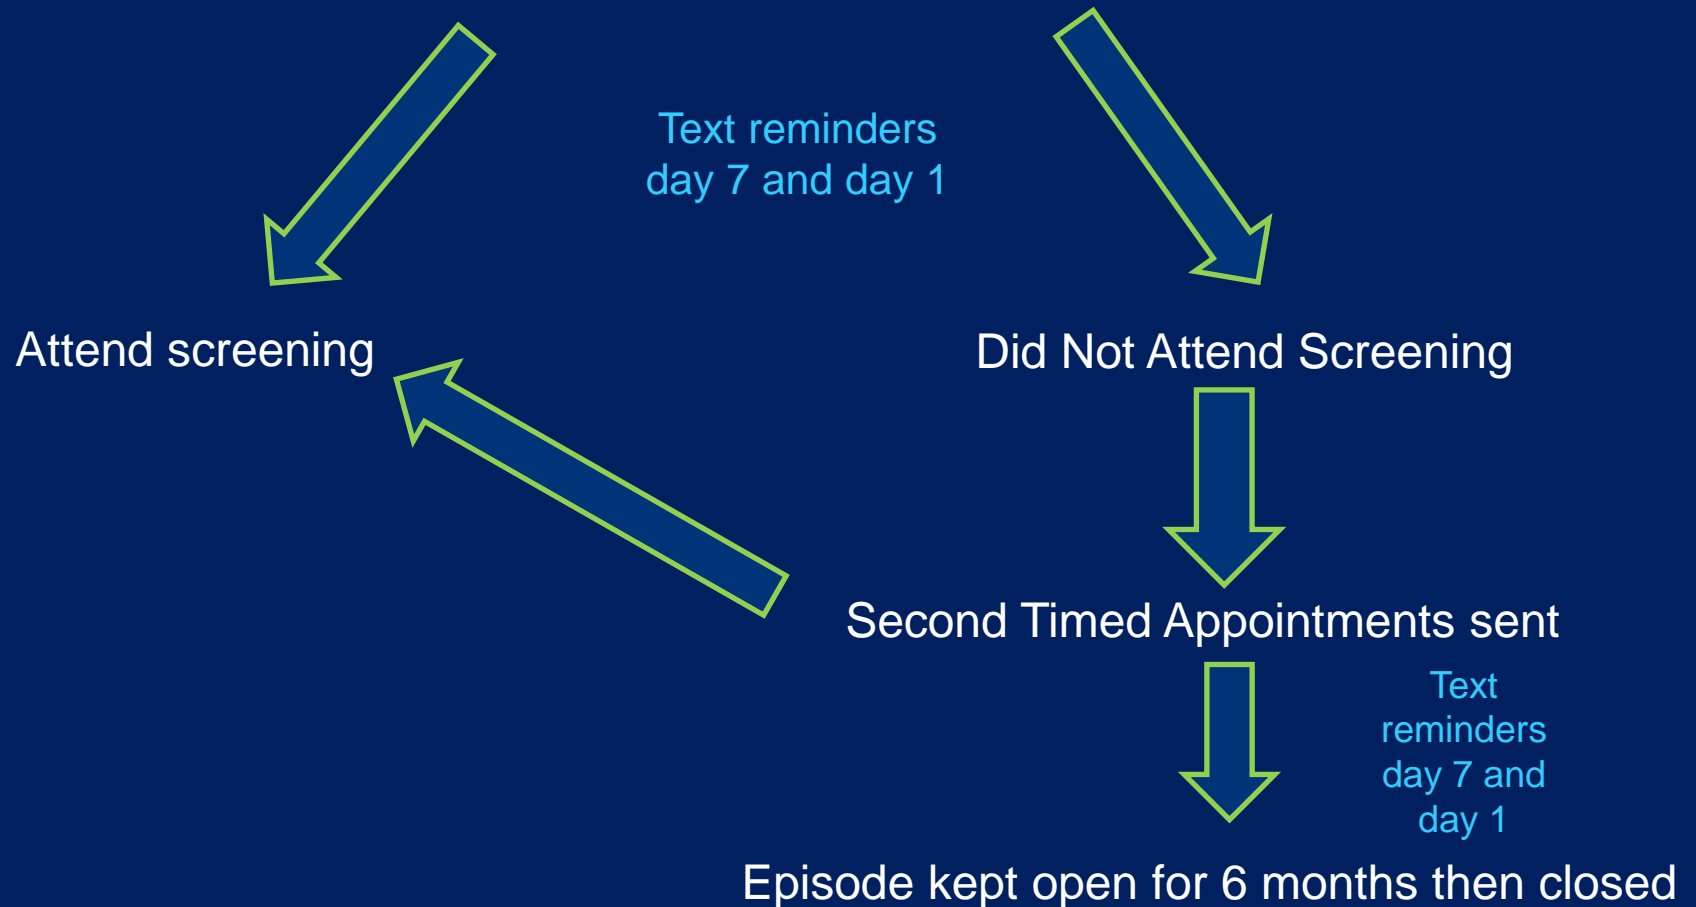 Text reminders
day 7 and day 1
Attend screening
Did Not Attend Screening
Second Timed Appointments sent
Text
reminders
day 7 and
day 1
Episode kept open for 6 months then closed